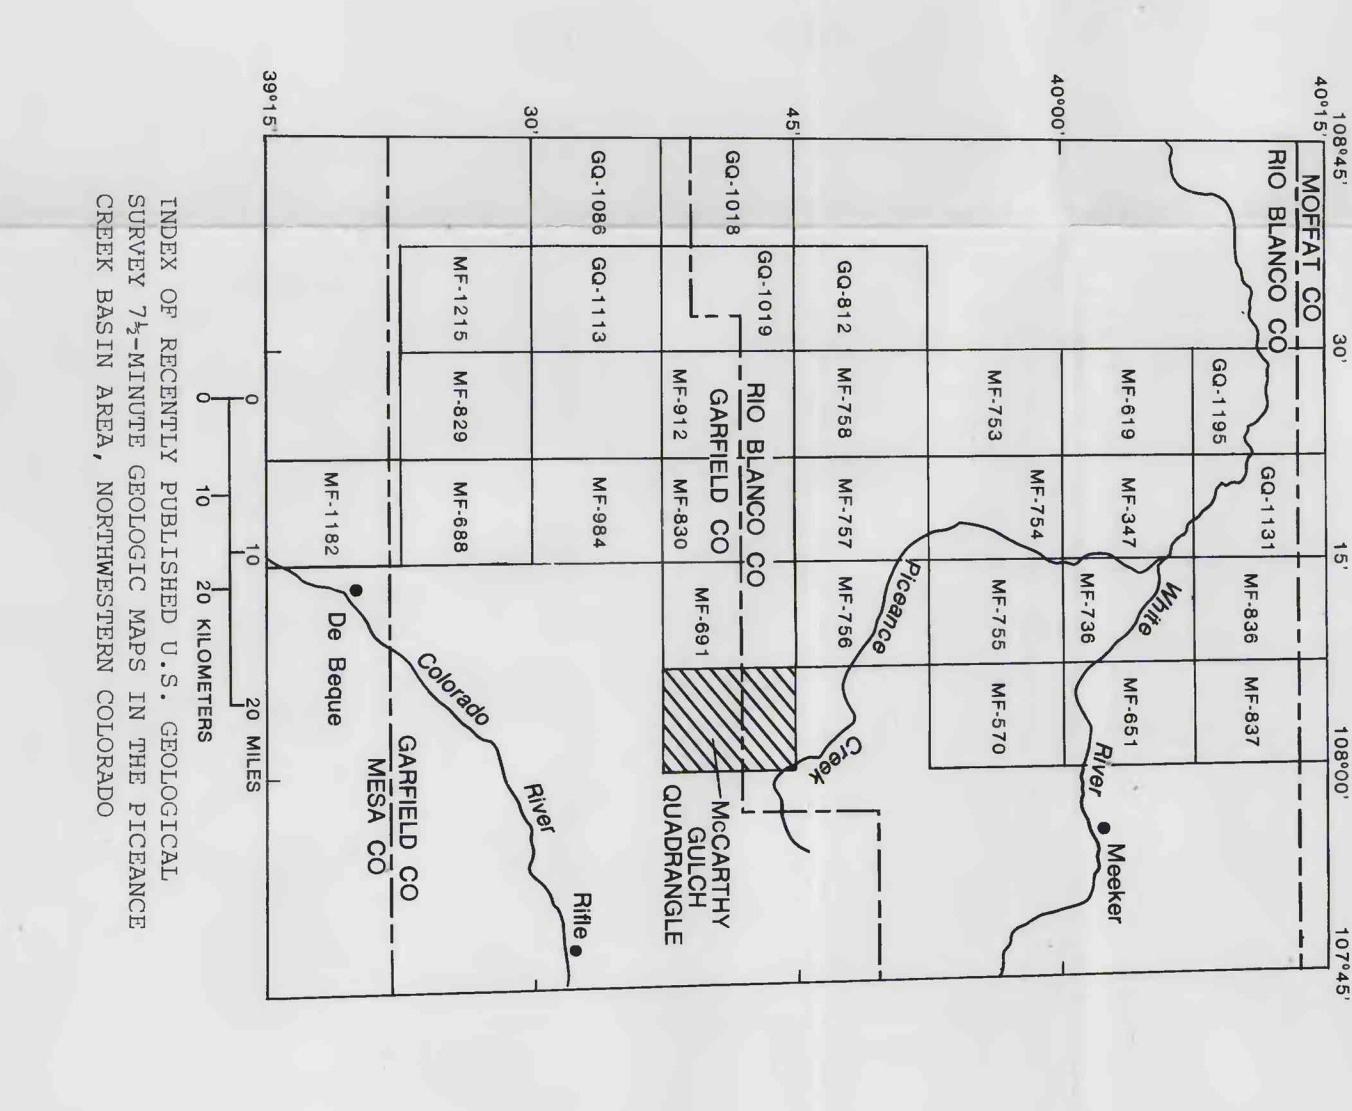 108°45'
30'
15'
108°00'
107°45'
40°15'
MOFFAT CO
RIO BLANCO CO
GQ-1195
GQ-1131
MF-836
MF-837
White
River
Meeker
40°00'
MF-619
MF-347
MF-736
MF-651
MF-753
MF-754
MF-755
MF-570
Piceance
Creek
GQ-812
MF-758
MF-757
MF-756
45'
GQ-1018
GQ-1019
RIO BLANCO CO
GARFIELD CO
MF-912
MF-830
MF-691
McCARTHY
GULCH
QUADRANGLE
GQ-1086
GQ-1113
MF-984
Rifle
30'
MF-1215
MF-829
MF-688
Colorado
River
GARFIELD CO
MESA CO
MF-1182
De Beque
39°15'
0 10 20 MILES
0 10 20 KILOMETERS
INDEX OF RECENTLY PUBLISHED U.S. GEOLOGICAL
SURVEY 7½-MINUTE GEOLOGIC MAPS IN THE PICEANCE
CREEK BASIN AREA, NORTHWESTERN COLORADO